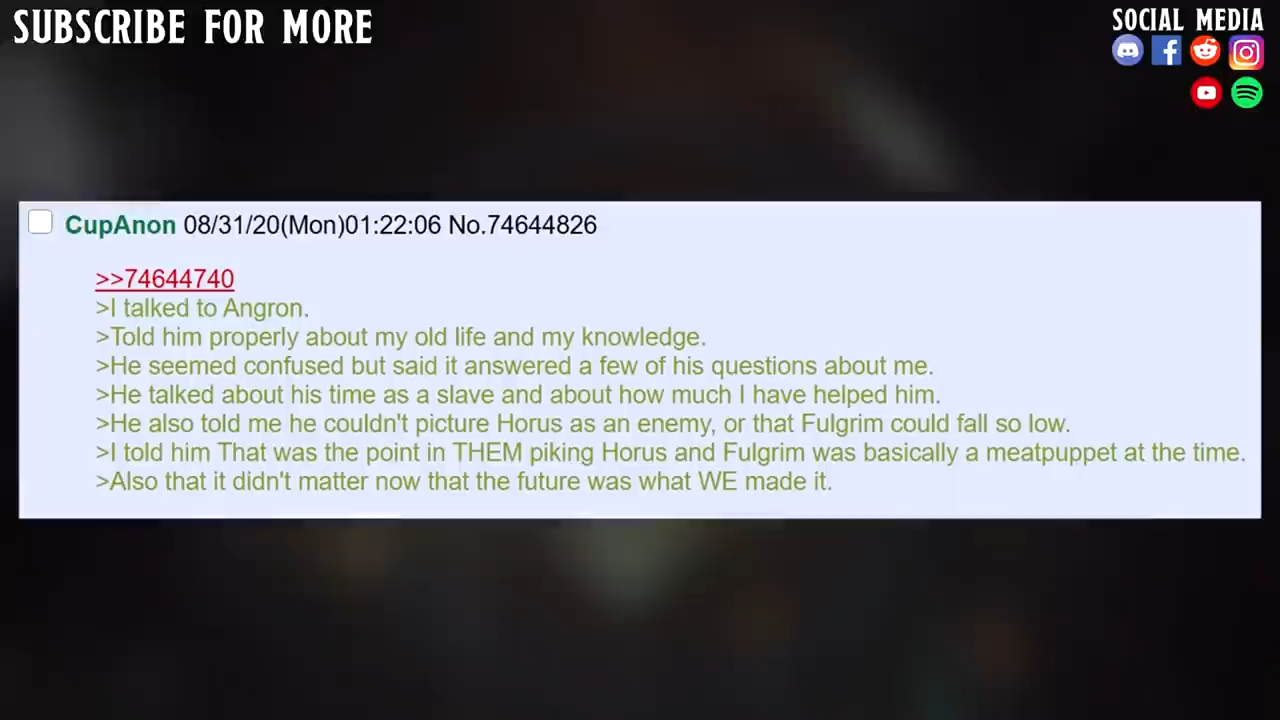 SUBSCRIBE FOR MORE
SOCIAL MEDIA
CupAnon 08/31/20(Mon)01:22:06 No.74644826
>>74644740
>I talked to Angron.
>Told him properly about my old life and my knowledge.
>He seemed confused but said it answered a few of his questions about me.
>He talked about his time as a slave and about how much I have helped him.
>He also told me he couldn't picture Horus as an enemy, or that Fulgrim could fall so low.
>I told him That was the point in THEM piking Horus and Fulgrim was basically a meatpuppet at the time.
>Also that it didn't matter now that the future was what WE made it.